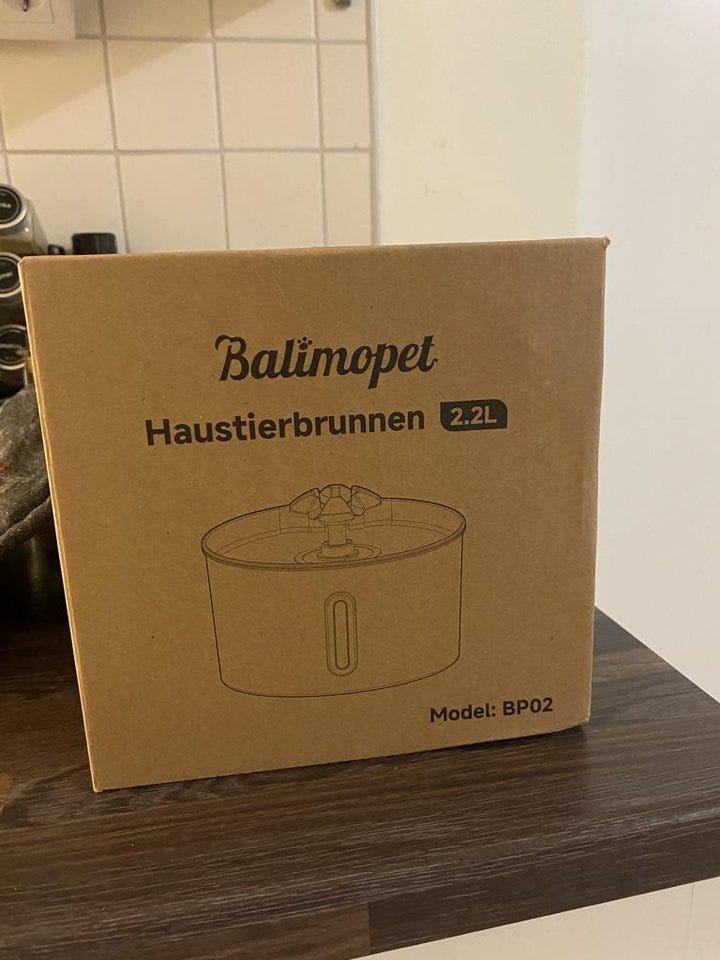 Balimopet
Haustierbrunnen 2.2L
Model: BP02